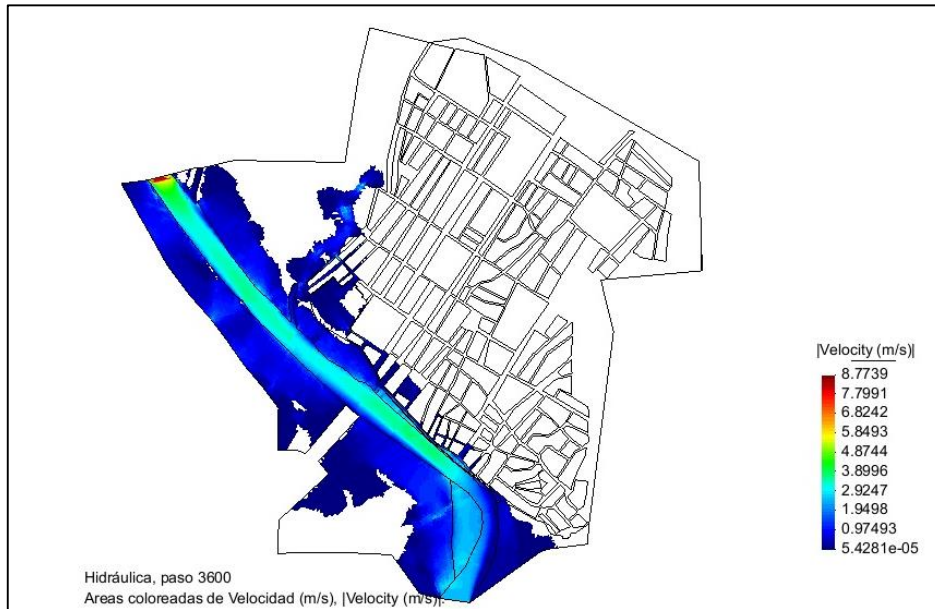 |Velocity (m/s)|
8.7739
7.7991
6.8242
5.8493
4.8744
3.8996
2.9247
1.9498
0.97493
5.4281e-05
Hidráulica, paso 3600
Areas coloreadas de Velocidad (m/s), |Velocity (m/s)|.